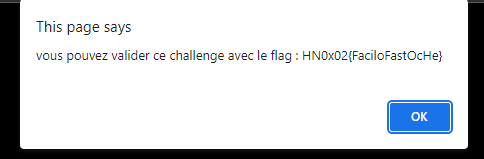 This page says
vous pouvez valider ce challenge avec le flag : HN0x02{FaciloFastOcHe}
OK